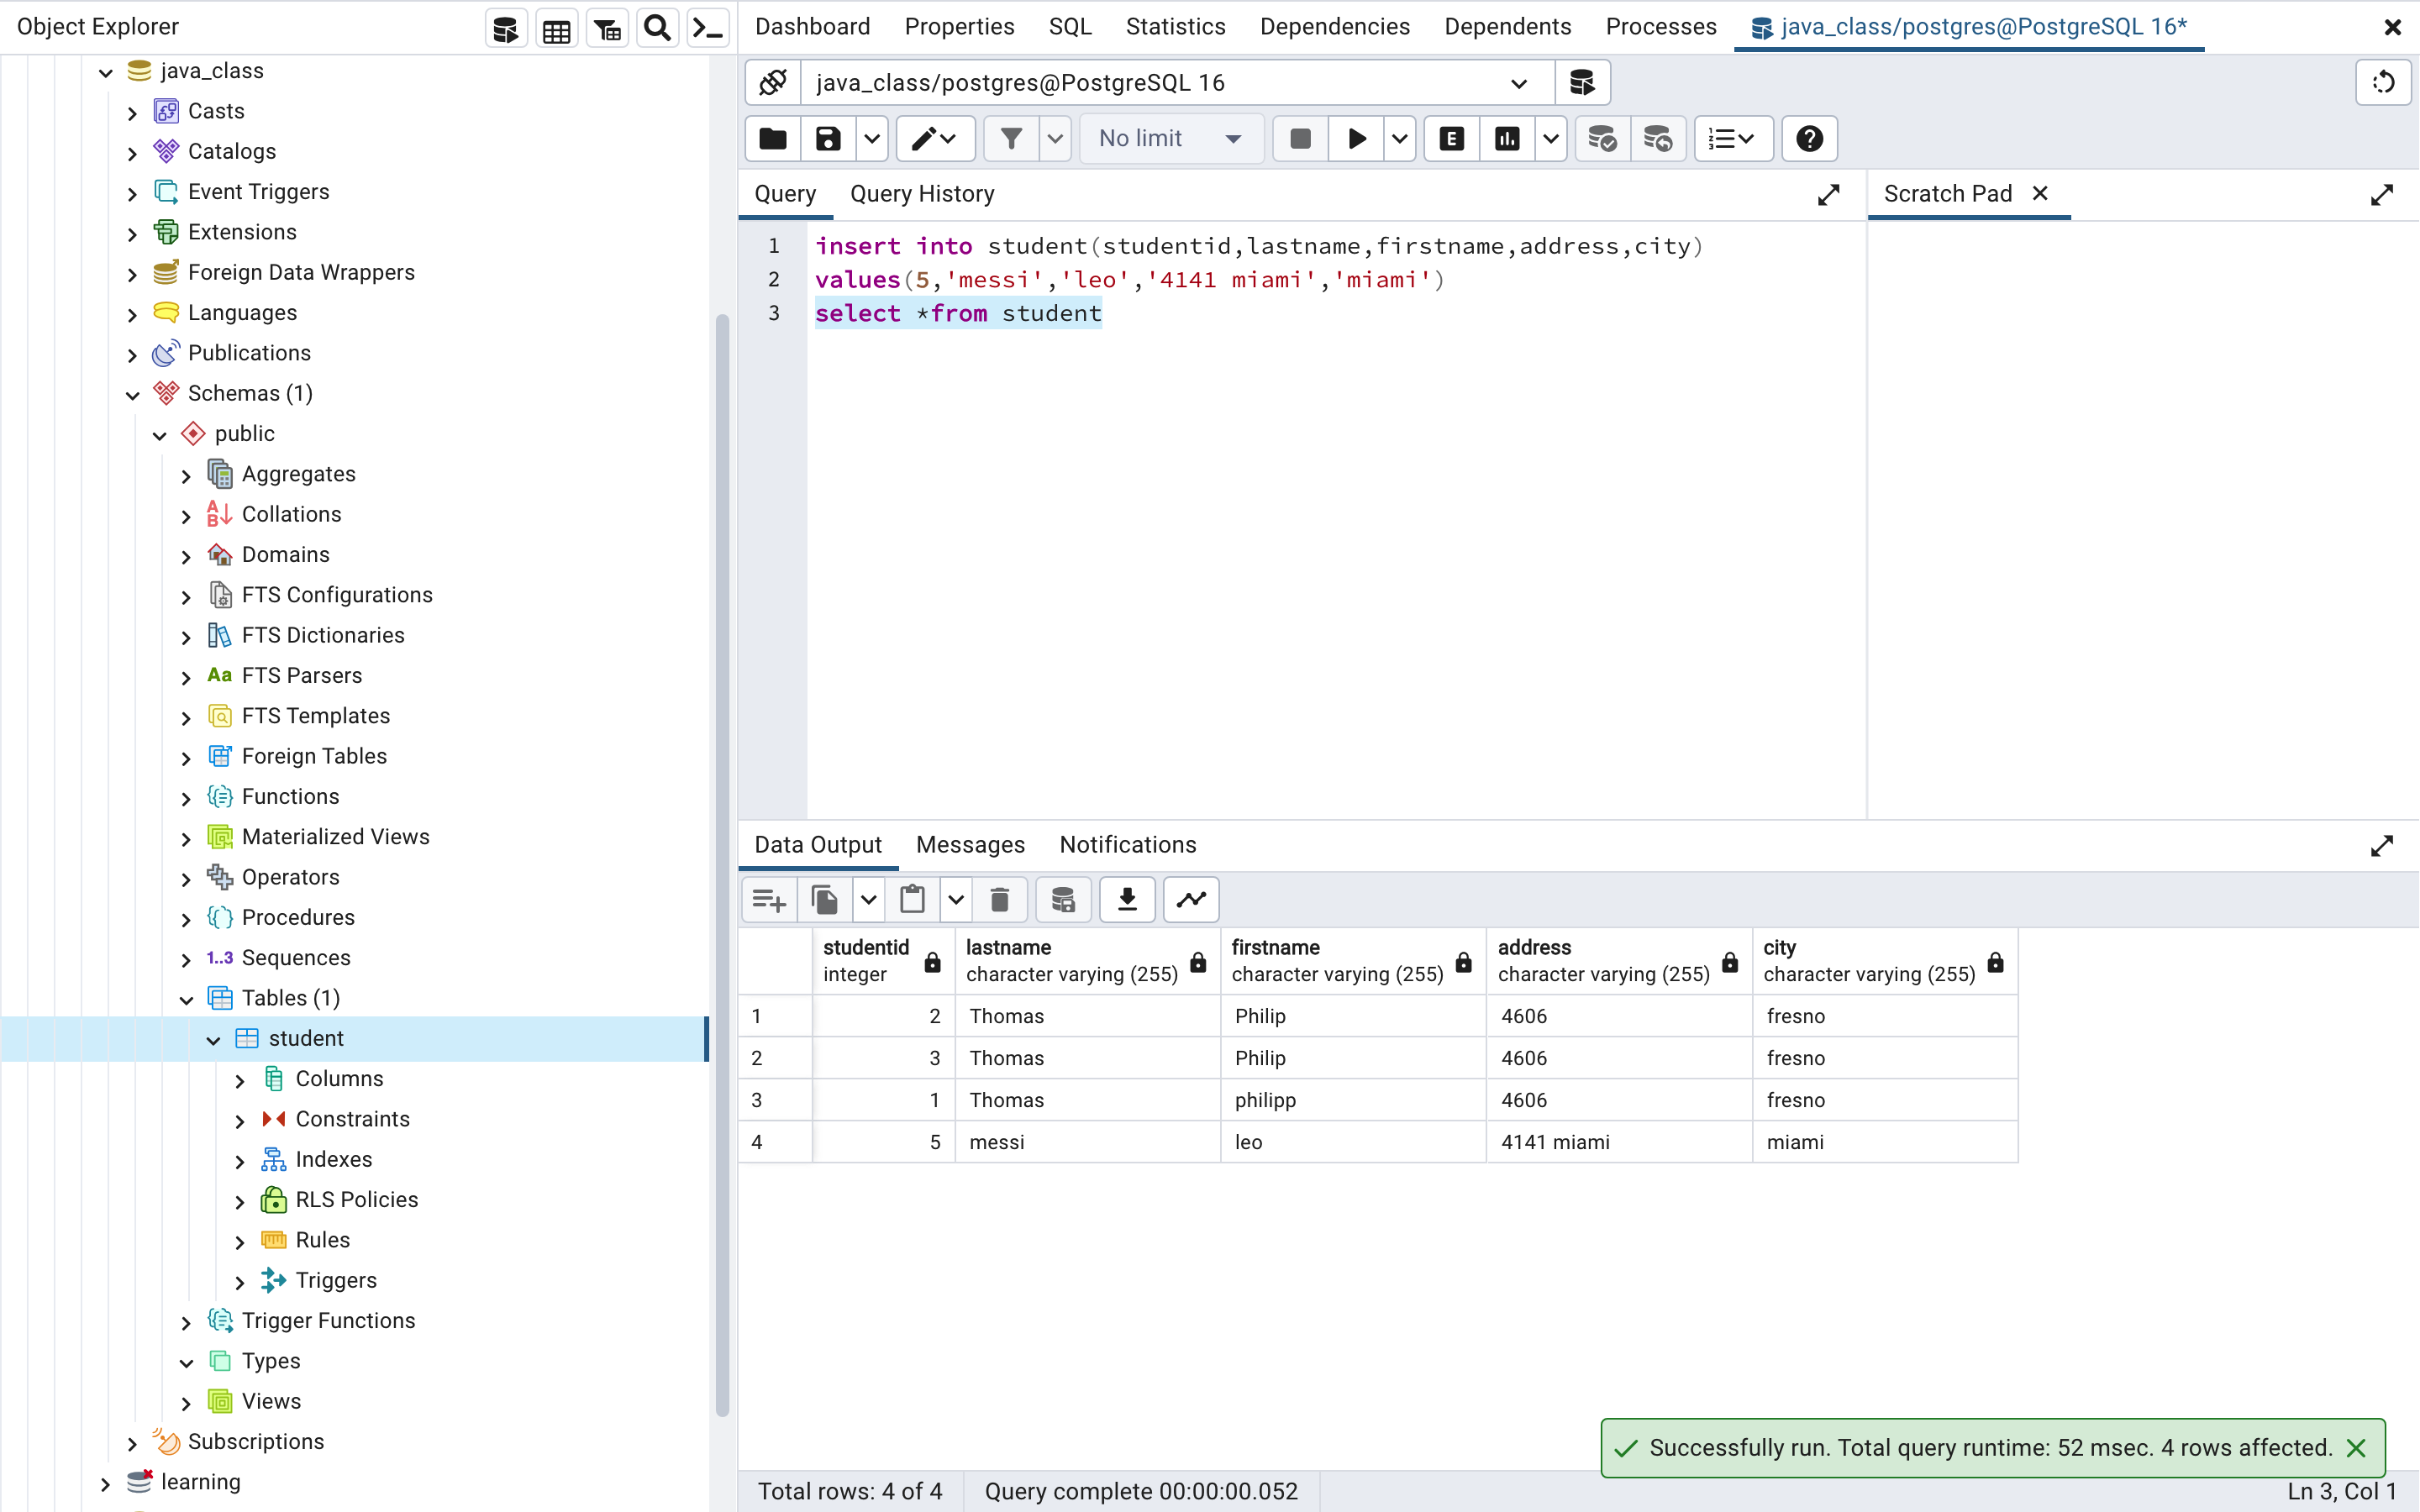 Object Explorer
java_class
Casts
Catalogs
Event Triggers
Extensions
Foreign Data Wrappers
Languages
Publications
Schemas (1)
public
Aggregates
Collations
Domains
FTS Configurations
FTS Dictionaries
Aa FTS Parsers
FTS Templates
Foreign Tables
Functions
Materialized Views
Operators
Procedures
1..3 Sequences
Tables (1)
student
Columns
Constraints
Indexes
RLS Policies
Rules
Triggers
Trigger Functions
Types
Views
Subscriptions
learning
Dashboard Properties SQL Statistics Dependencies Dependents Processes java_class/postgres@PostgreSQL 16*
java_class/postgres@PostgreSQL 16
No limit E
Query Query History
Scratch Pad
1 insert into student(studentid,lastname,firstname,address,city)
2 values(5,'messi','leo','4141 miami','miami')
3 select *from student
Data Output Messages Notifications
studentid lastname firstname address city
integer character varying (255) character varying (255) character varying (255) character varying (255)
1 2 Thomas Philip 4606 fresno
2 3 Thomas Philip 4606 fresno
3 1 Thomas philipp 4606 fresno
4 5 messi leo 4141 miami miami
Successfully run. Total query runtime: 52 msec. 4 rows affected.
Total rows: 4 of 4 Query complete 00:00:00.052 Ln 3, Col 1